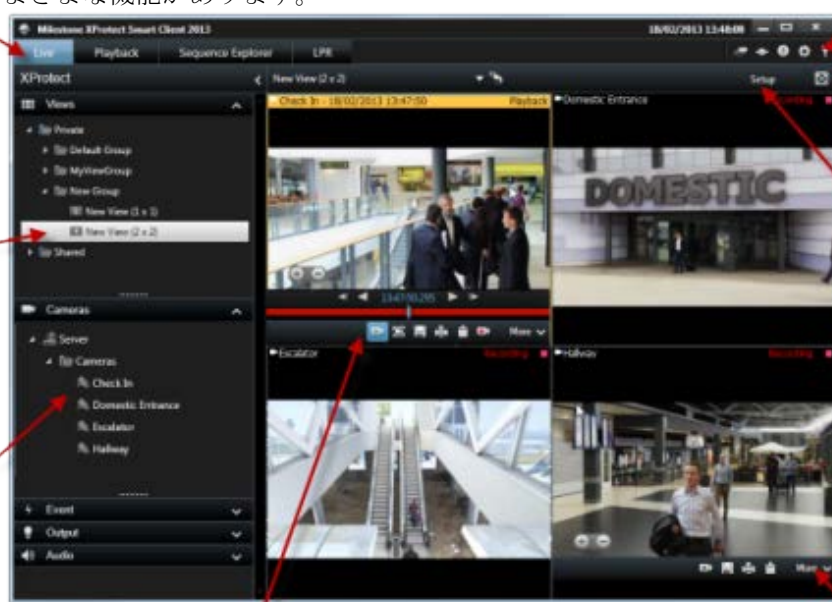 まざまな機能があります。
Milestone XProtect Smart Client 2013
18/02/2013 13:48:08
Live Playback Sequence Explorer LPR
XProtect
New View (2 x 2)
Setup
Views
Private
Default Group
MyViewGroup
New Group
New View (1 x 1)
New View (2 x 2)
Shared
Cameras
Server
Cameras
Check In
Domestic Entrance
Escalator
Hallway
Event
Output
Audio
Check In - 18/02/2013 13:47:50
Playback
13:47:50.295
More
Domestic Entrance
DOMESTIC
Escalator
Recording
Hallway
Recording
More